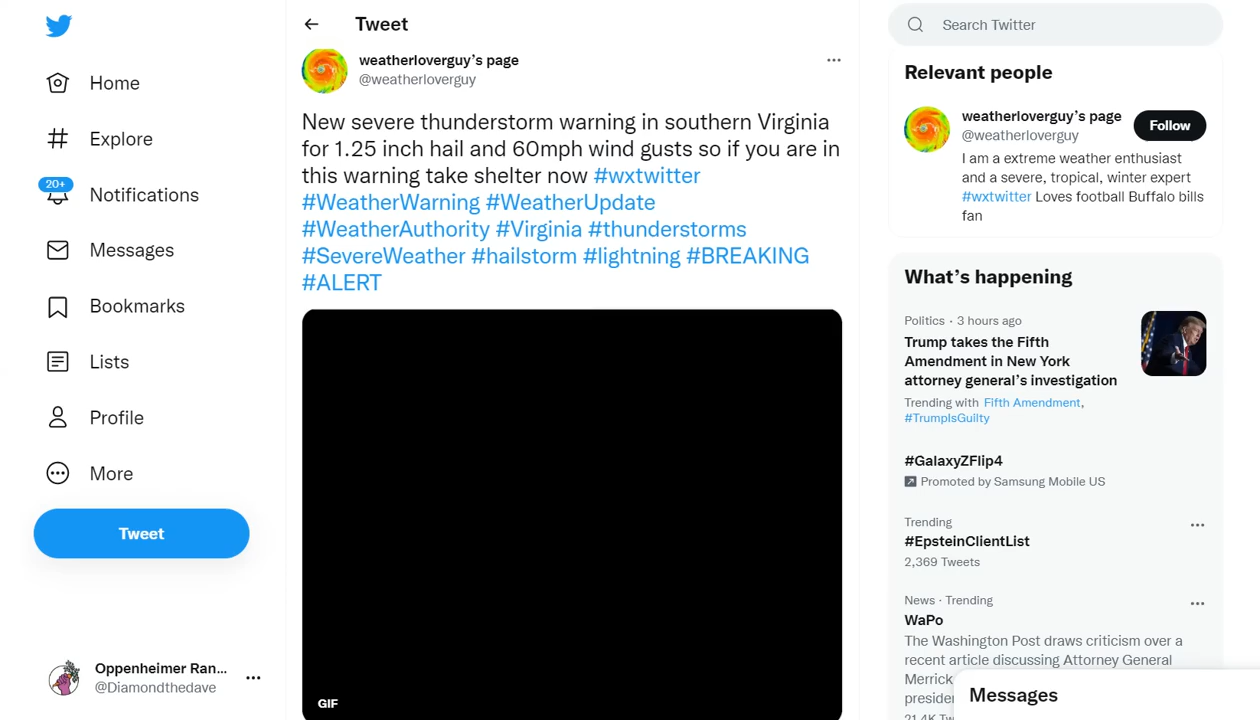 Home
Explore
20+
Notifications
Messages
Bookmarks
Lists
Profile
More
Tweet
Oppenheimer Ran...
@Diamondthedave
Tweet
weatherloverguy's page
@weatherloverguy
New severe thunderstorm warning in southern Virginia
for 1.25 inch hail and 60mph wind gusts so if you are in
this warning take shelter now #wxtwitter
#WeatherWarning #WeatherUpdate
#WeatherAuthority #Virginia #thunderstorms
#SevereWeather #hailstorm #lightning #BREAKING
#ALERT
GIF
Search Twitter
Relevant people
weatherloverguy's page
@weatherloverguy
Follow
I am a extreme weather enthusiast
and a severe, tropical, winter expert
#wxtwitter Loves football Buffalo bills
fan
What's happening
Politics · 3 hours ago
Trump takes the Fifth
Amendment in New York
attorney general's investigation
Trending with Fifth Amendment,
#TrumpIsGuilty
#GalaxyZFlip4
Promoted by Samsung Mobile US
Trending
#EpsteinClientList
2,369 Tweets
News · Trending
WaPo
The Washington Post draws criticism over a
recent article discussing Attorney General
Merrick
Messages